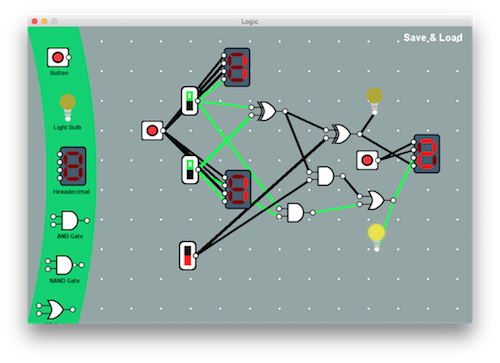 Logic
Save & Load
Button
Light Bulb
Hexadecimal
AND Gate
NAND Gate